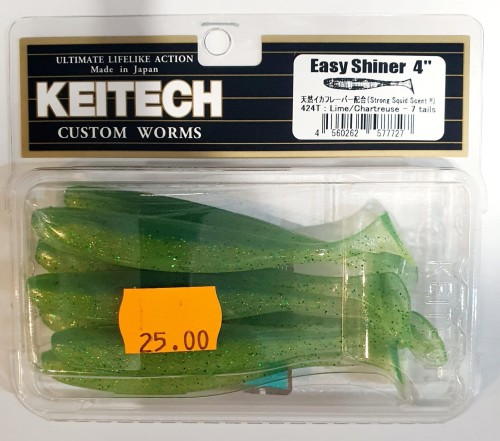 ULTIMATE LIFELIKE ACTION
Made in Japan
KEITECH
CUSTOM WORMS
Easy Shiner 4"
天然イカフレーバー配合(Strong Squid Scent !!)
424T : Lime/Chartreuse - 7 tails
4 560262 577727
25.00